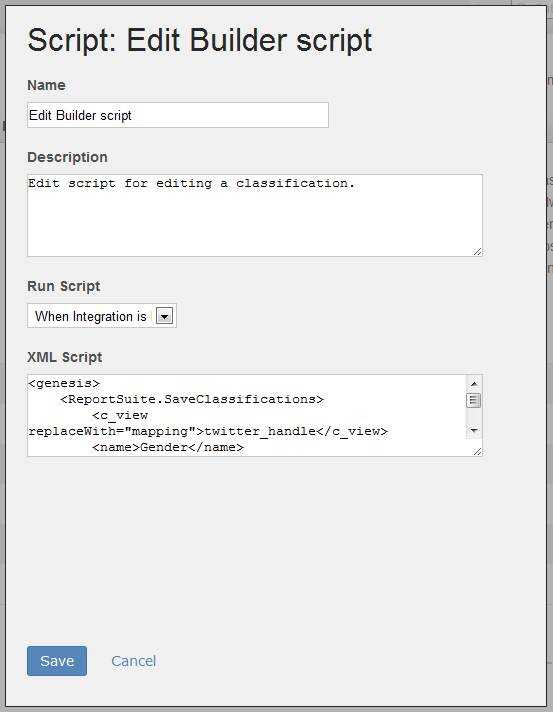 Script: Edit Builder script
Name
Edit Builder script
Description
Edit script for editing a classification.
Run Script
When Integration is
XML Script
<genesis>
<ReportSuite.SaveClassifications>
<c_view
replaceWith="mapping">twitter_handle</c_view>
<name>Gender</name>
Save
Cancel